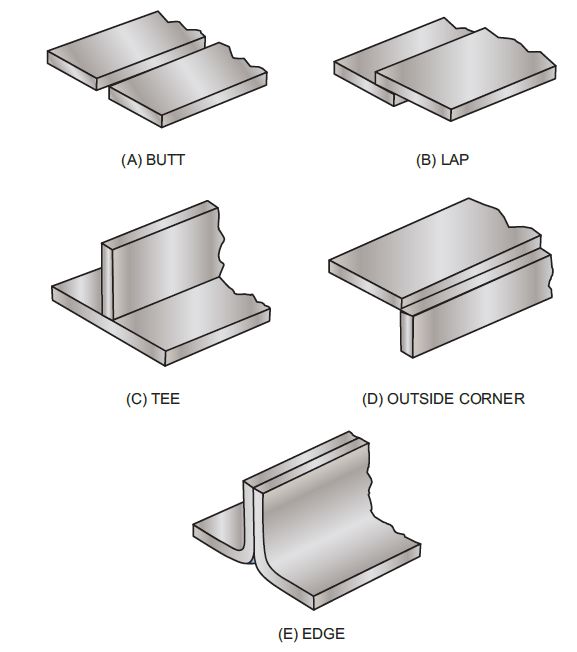 (A) BUTT
(B) LAP
(C) TEE
(D) OUTSIDE CORNER
(E) EDGE